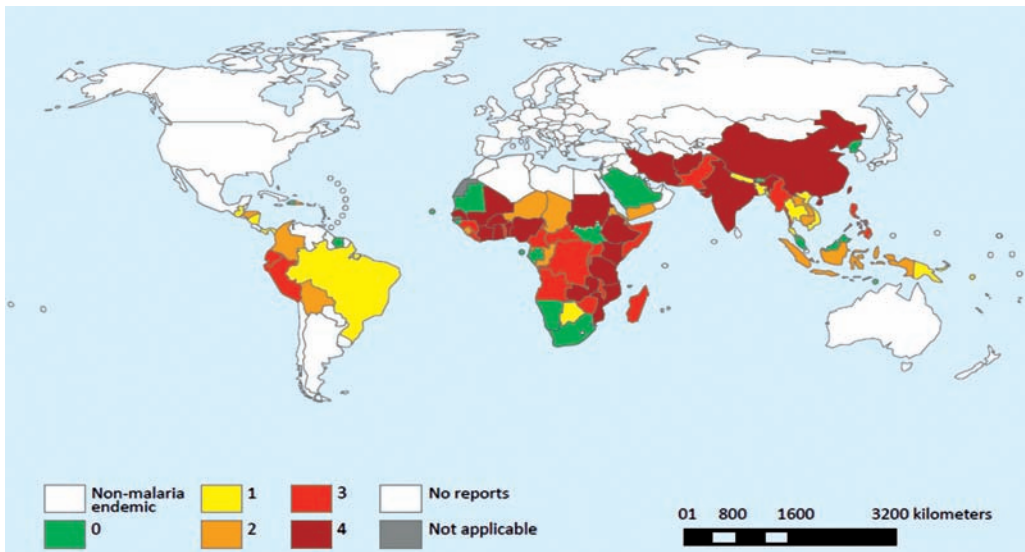 Non-malaria
endemic
0
1
2
3
4
No reports
Not applicable
01 800 1600 3200 kilometers